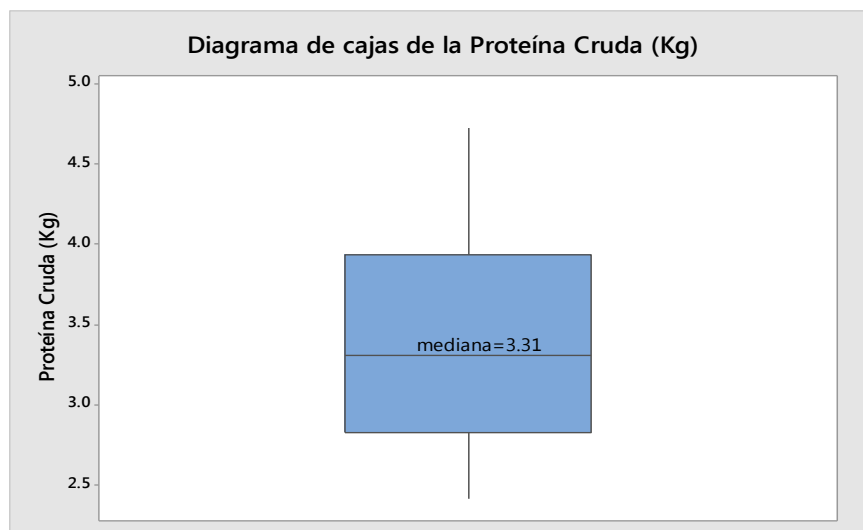 Diagrama de cajas de la Proteína Cruda (Kg)
Proteína Cruda (Kg)
5.0
4.5
4.0
3.5
3.0
2.5
mediana=3.31